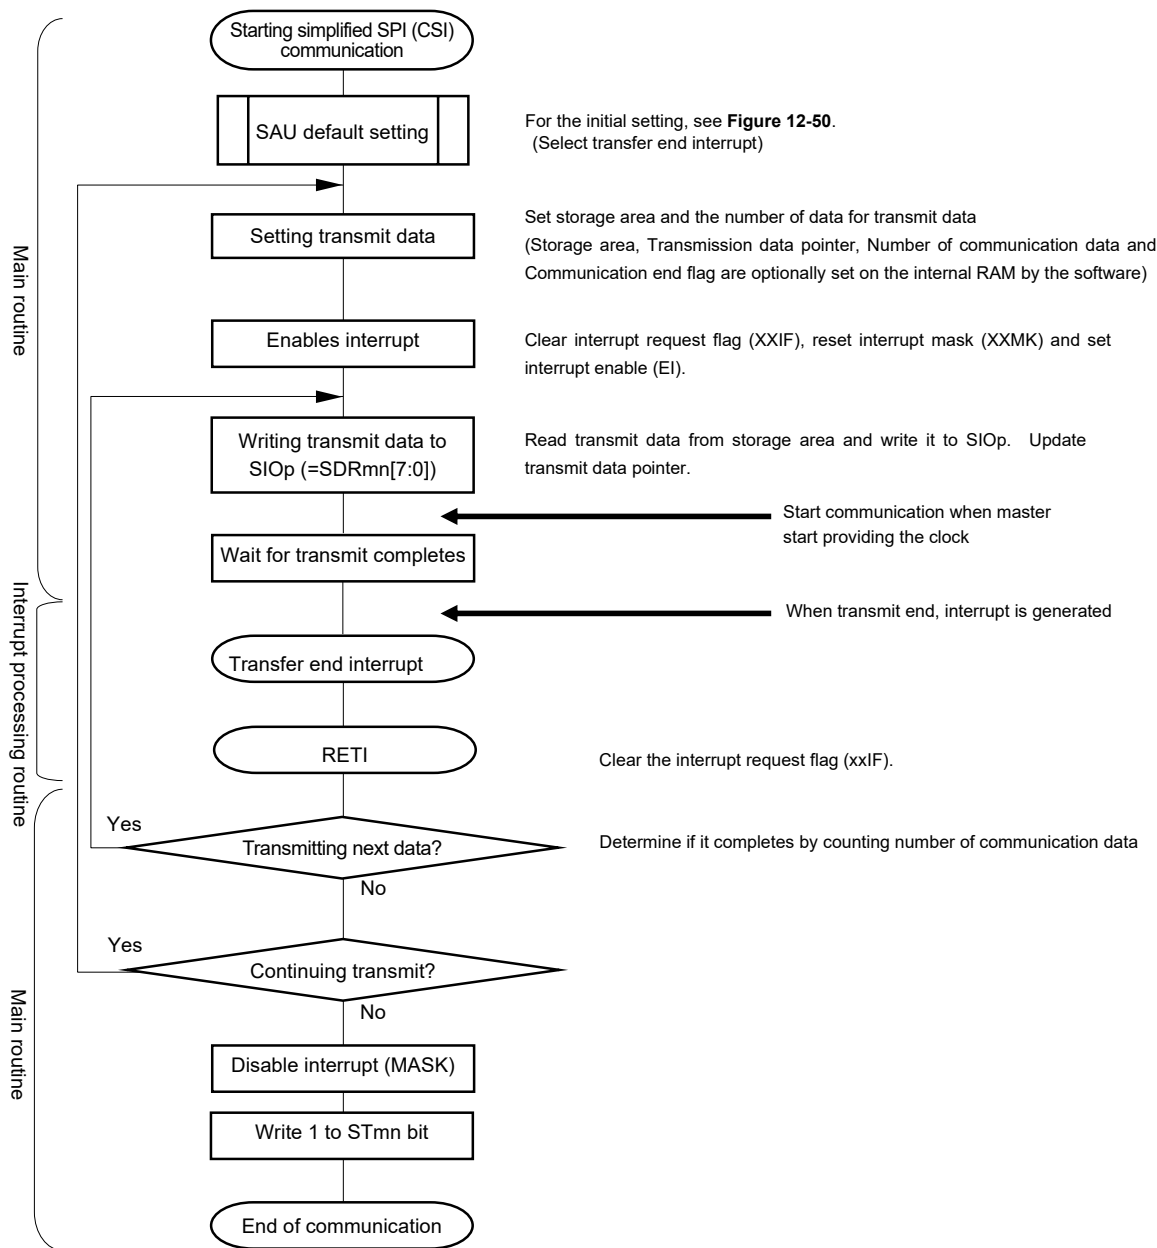 Starting simplified SPI (CSI)
communication
SAU default setting
For the initial setting, see Figure 12-50.
(Select transfer end interrupt)
Main routine
Setting transmit data
Set storage area and the number of data for transmit data
(Storage area, Transmission data pointer, Number of communication data and
Communication end flag are optionally set on the internal RAM by the software)
Enables interrupt
Clear interrupt request flag (XXIF), reset interrupt mask (XXMK) and set
interrupt enable (EI).
Writing transmit data to
SIOp (=SDRmn[7:0])
Read transmit data from storage area and write it to SIOp. Update
transmit data pointer.
Start communication when master
start providing the clock
Wait for transmit completes
Interrupt processing routine
When transmit end, interrupt is generated
Transfer end interrupt
RETI
Clear the interrupt request flag (xxIF).
Yes
Transmitting next data?
Determine if it completes by counting number of communication data
No
Yes
Continuing transmit?
No
Main routine
Disable interrupt (MASK)
Write 1 to STmn bit
End of communication